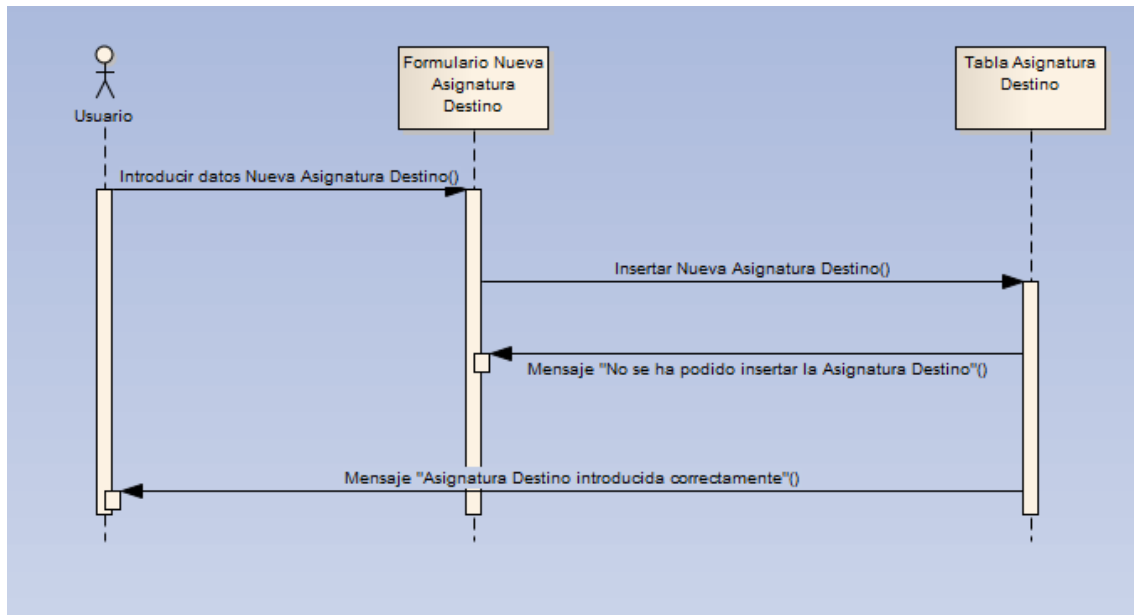 Usuario
Formulario Nueva
Asignatura
Destino
Tabla Asignatura
Destino
Introducir datos Nueva Asignatura Destino()
Insertar Nueva Asignatura Destino()
Mensaje "No se ha podido insertar la Asignatura Destino"()
Mensaje "Asignatura Destino introducida correctamente"()